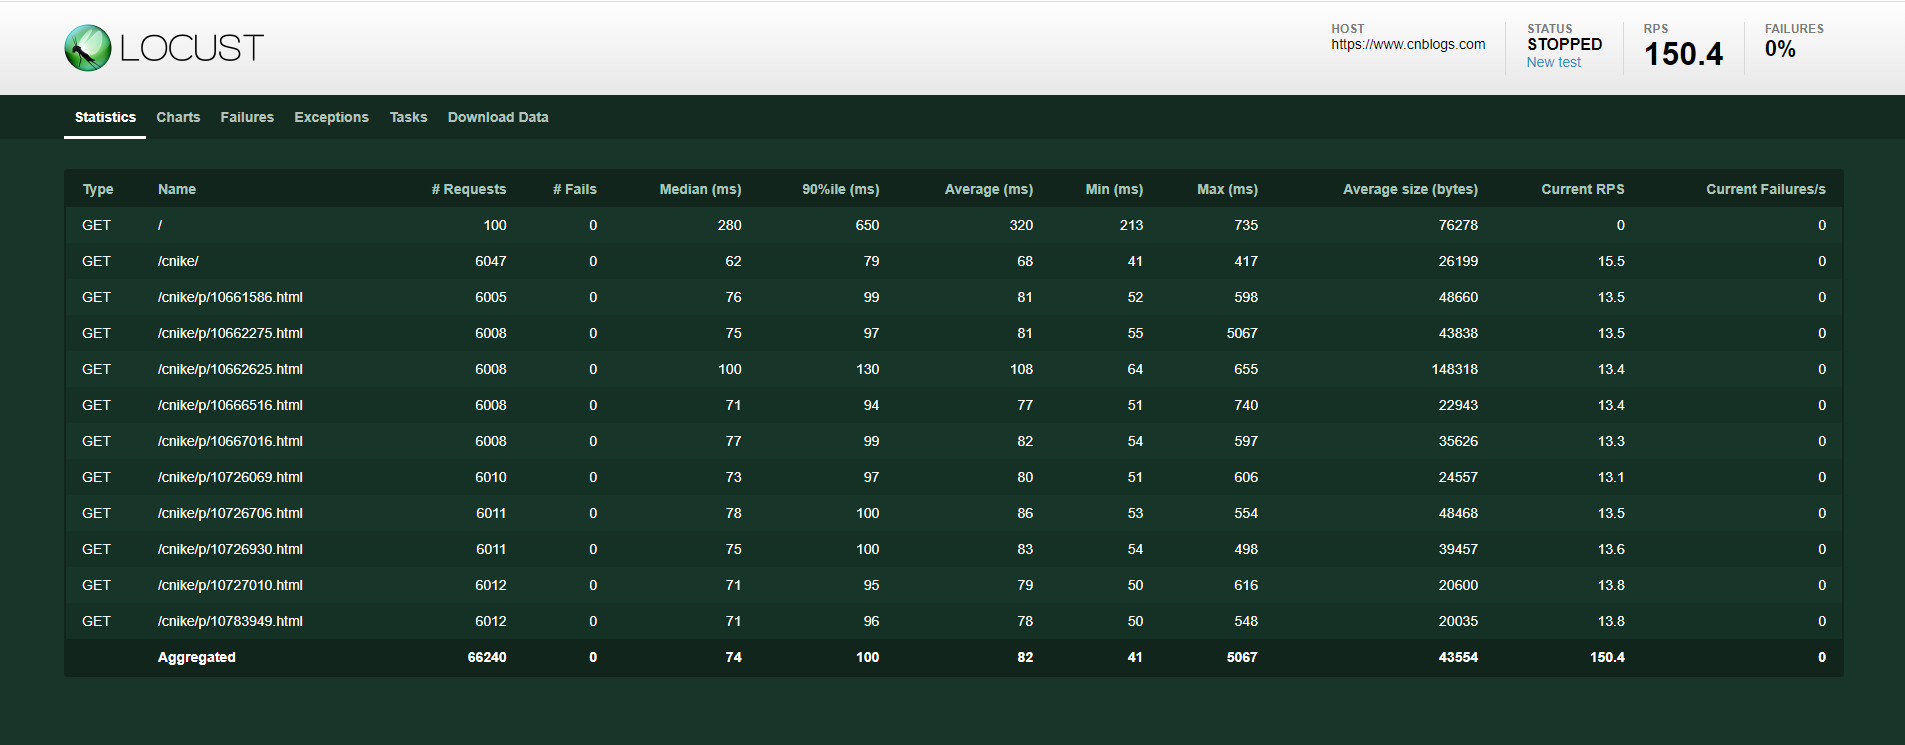 LOCUST
HOST
https://www.cnblogs.com
STATUS
STOPPED
New test
RPS
150.4
FAILURES
0%
Statistics Charts Failures Exceptions Tasks Download Data
Type Name # Requests # Fails Median (ms) 90%ile (ms) Average (ms) Min (ms) Max (ms) Average size (bytes) Current RPS Current Failures/s
GET / 100 0 280 650 320 213 735 76278 0 0
GET /cnike/ 6047 0 62 79 68 41 417 26199 15.5 0
GET /cnike/p/10661586.html 6005 0 76 99 81 52 598 48660 13.5 0
GET /cnike/p/10662275.html 6008 0 75 97 81 55 5067 43838 13.5 0
GET /cnike/p/10662625.html 6008 0 100 130 108 64 655 148318 13.4 0
GET /cnike/p/10666516.html 6008 0 71 94 77 51 740 22943 13.4 0
GET /cnike/p/10667016.html 6008 0 77 99 82 54 597 35626 13.3 0
GET /cnike/p/10726069.html 6010 0 73 97 80 51 606 24557 13.1 0
GET /cnike/p/10726706.html 6011 0 78 100 86 53 554 48468 13.5 0
GET /cnike/p/10726930.html 6011 0 75 100 83 54 498 39457 13.6 0
GET /cnike/p/10727010.html 6012 0 71 95 79 50 616 20600 13.8 0
GET /cnike/p/10783949.html 6012 0 71 96 78 50 548 20035 13.8 0
Aggregated 66240 0 74 100 82 41 5067 43554 150.4 0